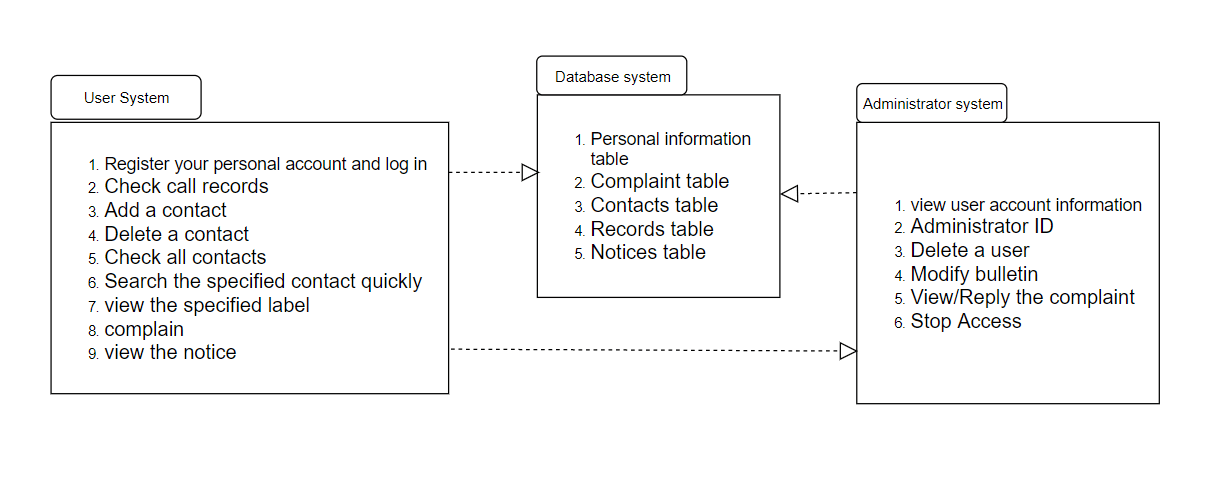 User System
1. Register your personal account and log in
2. Check call records
3. Add a contact
4. Delete a contact
5. Check all contacts
6. Search the specified contact quickly
7. view the specified label
8. complain
9. view the notice
Database system
1. Personal information
table
2. Complaint table
3. Contacts table
4. Records table
5. Notices table
Administrator system
1. view user account information
2. Administrator ID
3. Delete a user
4. Modify bulletin
5. View/Reply the complaint
6. Stop Access